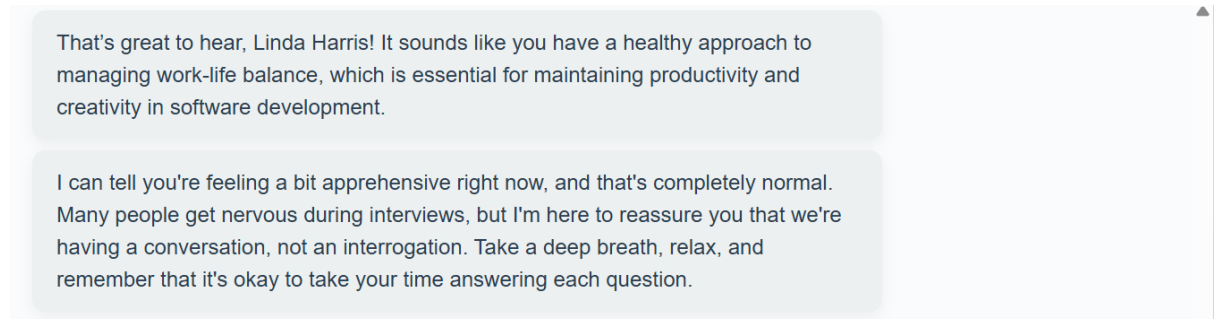 That’s great to hear, Linda Harris! It sounds like you have a healthy approach to
managing work-life balance, which is essential for maintaining productivity and
creativity in software development.
I can tell you're feeling a bit apprehensive right now, and that's completely normal.
Many people get nervous during interviews, but I'm here to reassure you that we're
having a conversation, not an interrogation. Take a deep breath, relax, and
remember that it's okay to take your time answering each question.